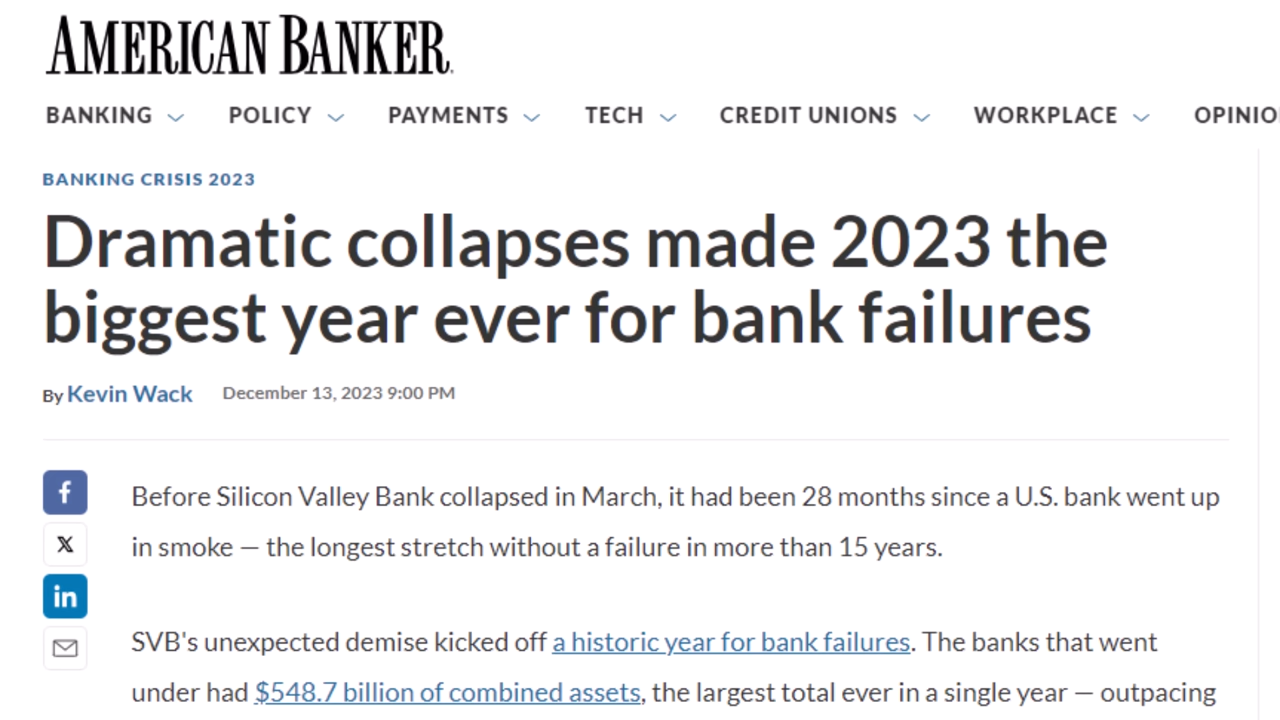 AMERICAN BANKER.
BANKING POLICY PAYMENTS TECH CREDIT UNIONS WORKPLACE
BANKING CRISIS 2023
Dramatic collapses made 2023 the
biggest year ever for bank failures
By Kevin Wack December 13, 2023 9:00 PM
Before Silicon Valley Bank collapsed in March, it had been 28 months since a U.S. bank went up
in smoke — the longest stretch without a failure in more than 15 years.
SVB's unexpected demise kicked off a historic year for bank failures. The banks that went
under had $548.7 billion of combined assets, the largest total ever in a single year — outpacing